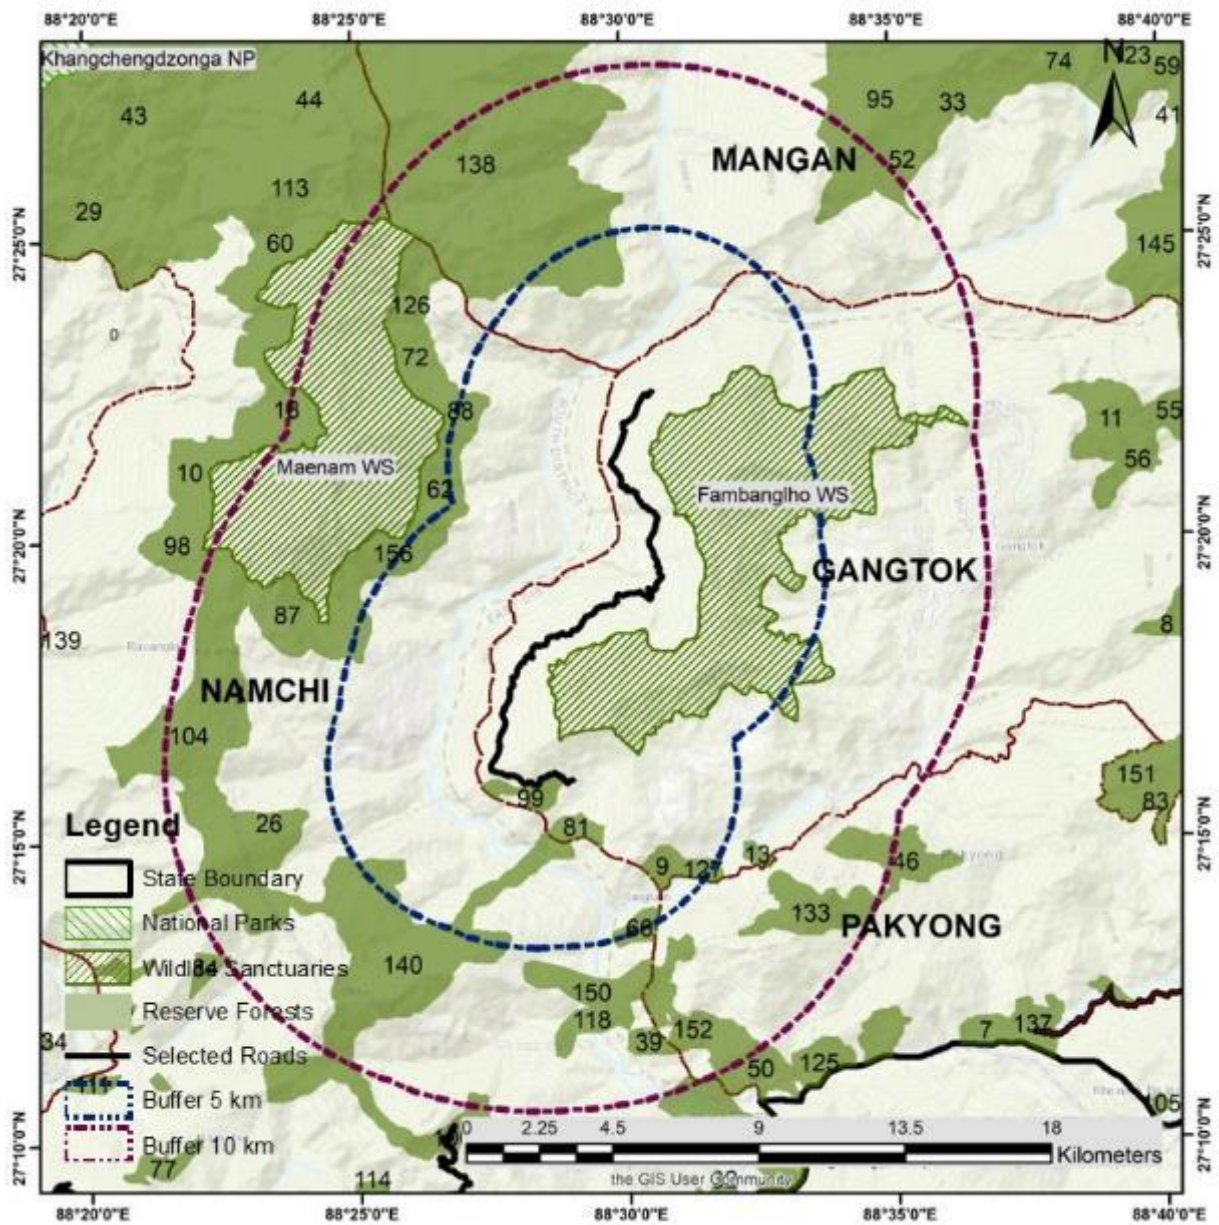 88°20'0"E 88°25'0"E 88°30'0"E 88°35'0"E 88°40'0"E
Khangchengdzonga NP
N
23
74
59
44
95
33
41
43
MANGAN
52
138
113
29
60
145
27°25'0"N
27°25'0"N
126
0
72
18
88
11
55
10
Maenam WS
56
62
Fambanglho WS
98
156
Gangtok
27°20'0"N
27°20'0"N
GANGTOK
87
8
139
NAMCHI
104
151
99
83
26
81
Legend
27°15'0"N
27°15'0"N
13
9
46
State Boundary
133
National Parks
66
PAKYONG
Wildlife Sanctuaries
84
140
150
Reserve Forests
118
152
7
137
34
39
Selected Roads
50
125
111
Buffer 5 km
105
0 2.25 4.5 9 13.5 18
Kilometers
27°10'0"N
27°10'0"N
Buffer 10 km
77
114
the GIS User Community
88°20'0"E 88°25'0"E 88°30'0"E 88°35'0"E 88°40'0"E